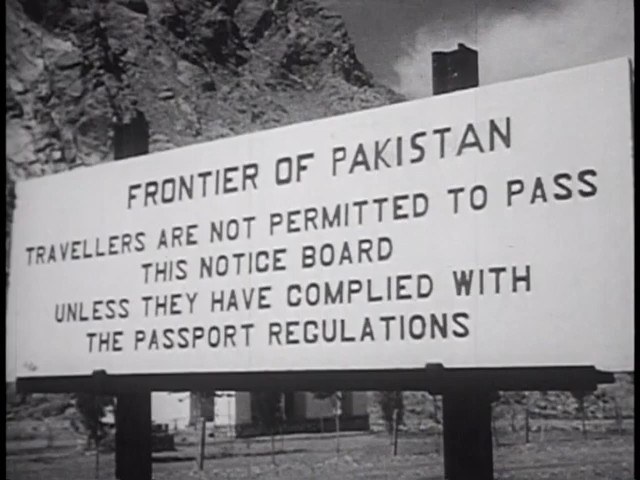 FRONTIER OF PAKISTAN
TRAVELLERS ARE NOT PERMITTED TO PASS
THIS NOTICE BOARD
UNLESS THEY HAVE COMPLIED WITH
THE PASSPORT REGULATIONS